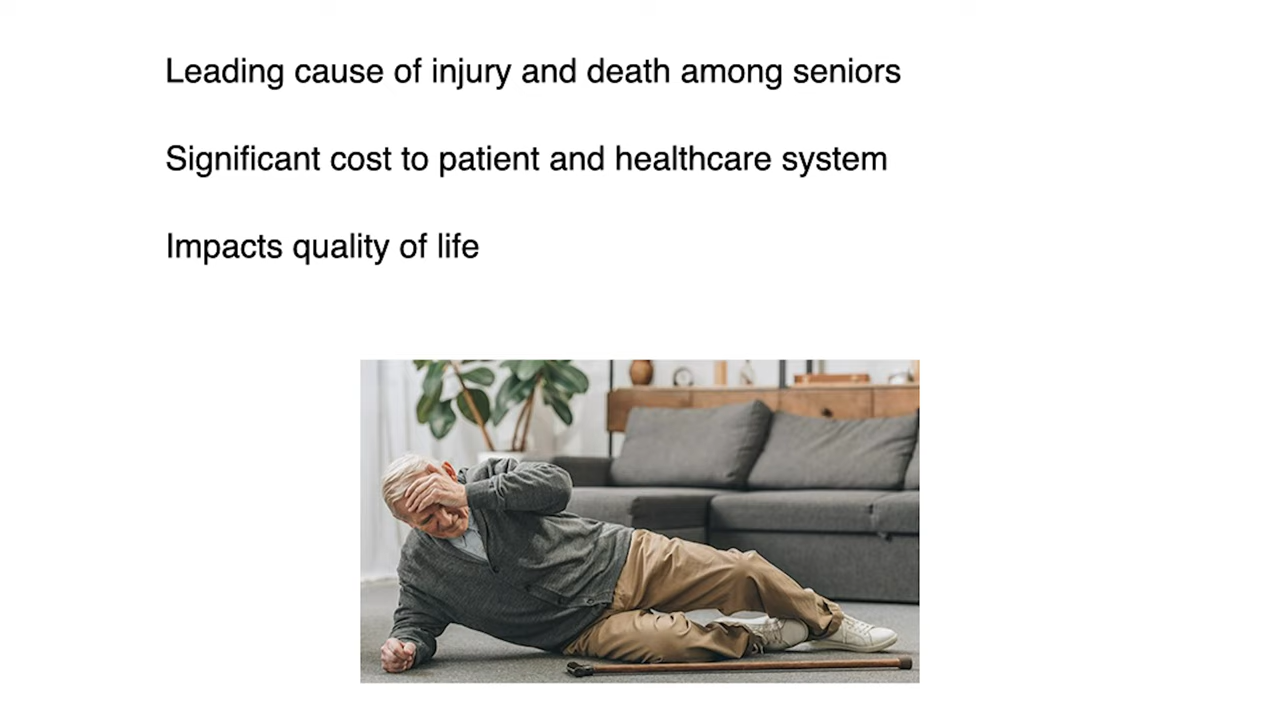 Leading cause of injury and death among seniors
Significant cost to patient and healthcare system
Impacts quality of life